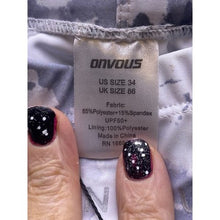 ONVOUS
US SIZE 34
UK SIZE 86
Fabric:
85%Polyester+15%Spandex
UPF50+
Lining:100%Polyester
Made in China
RN